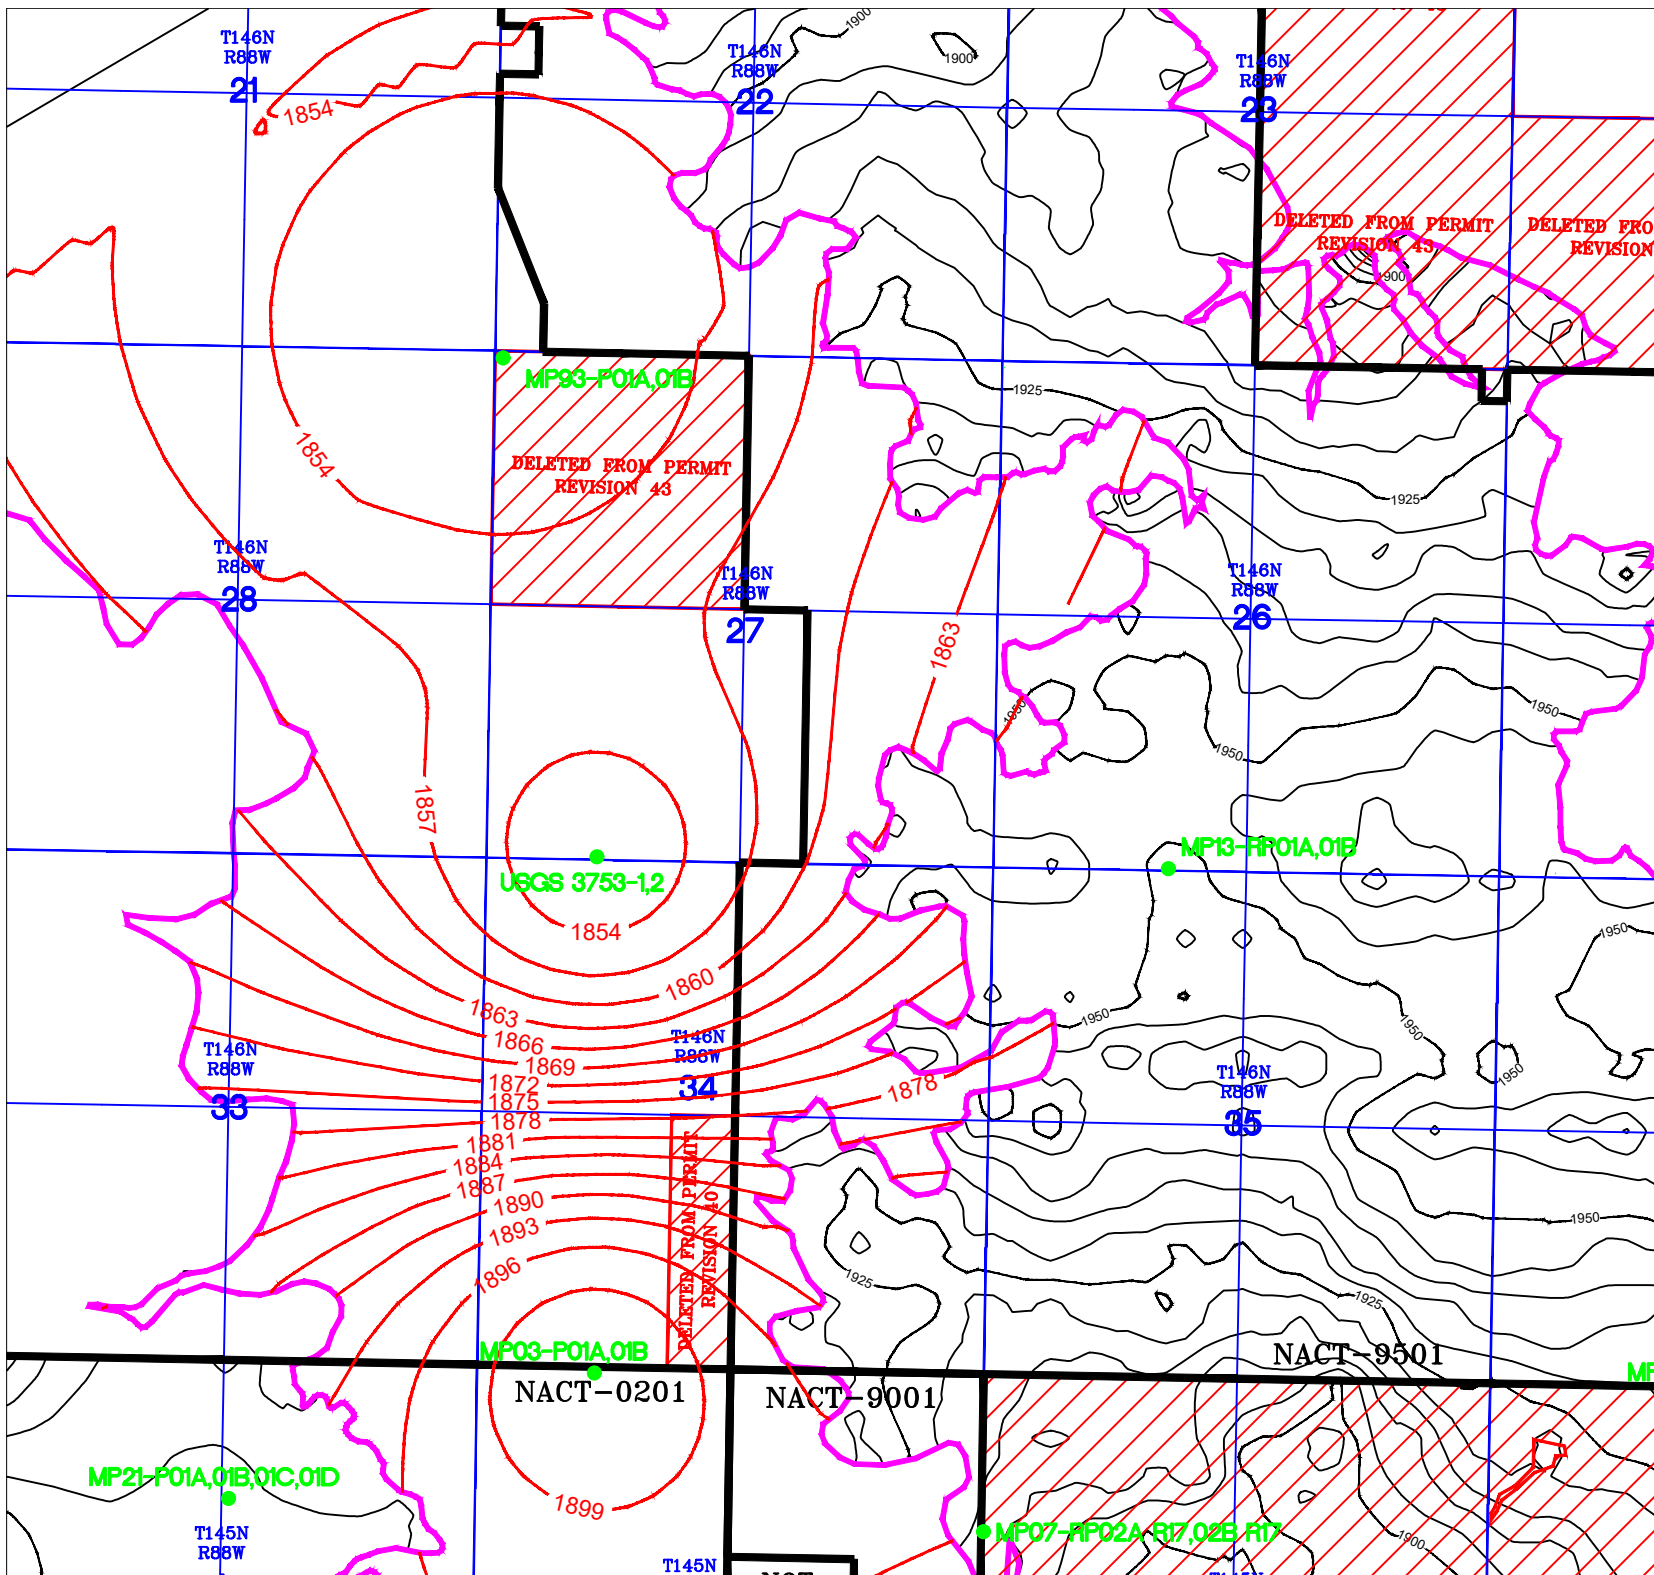 1900
T146N
R88W
21
T146N
R88W
22
1900
T146N
R88W
23
1854
DELETED FROM PERMIT
REVISION 43
DELETED FRO
REVISION
1900
MP93-P01A,01B
1925
1854
DELETED FROM PERMIT
REVISION 43
1925
T146N
R88W
28
T146N
R88W
27
T146N
R88W
26
1863
1950
1950
1950
1857
MP13-RP01A,01B
USGS 3753-1,2
1854
1950
1860
1863
1950
1950
1866
T146N
R88W
34
T146N
R88W
33
1869
1872
1875
1878
1878
T146N
R88W
35
1950
1881
1884
1887
1890
1893
1896
DELETED FROM PERMIT
REVISION 40
1950
1925
1925
MP03-P01A,01B
NACT-0201
NACT-9001
NACT-9501
MP
MP21-P01A,01B,01C,01D
1899
MP07-RP02A R17,02B R17
1900
T145N
R88W
T145N